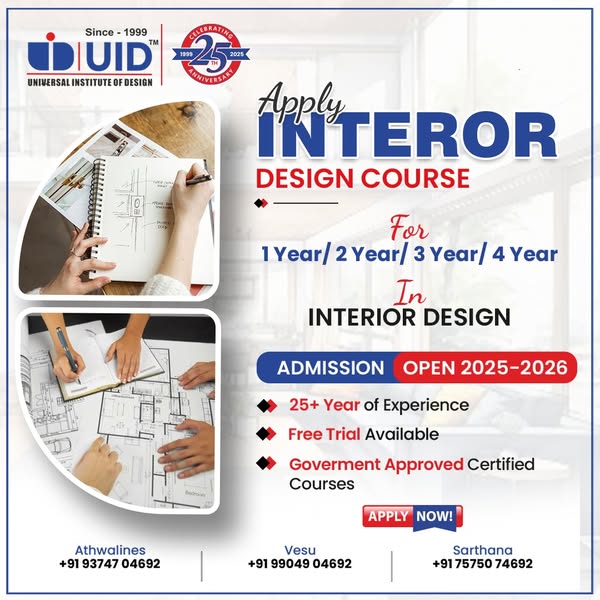 Since - 1999
UID TM
UNIVERSAL INSTITUTE OF DESIGN
CELEBRATING
1999 25TH 2025
ANNIVERSARY
Apply
INTEROR
DESIGN COURSE
For
1 Year/ 2 Year/ 3 Year/ 4 Year
In
INTERIOR DESIGN
ADMISSION OPEN 2025-2026
25+ Year of Experience
Free Trial Available
Goverment Approved Certified
Courses
APPLY NOW!
Athwalines
+91 93747 04692
Vesu
+91 99049 04692
Sarthana
+91 75750 74692
Bedroom